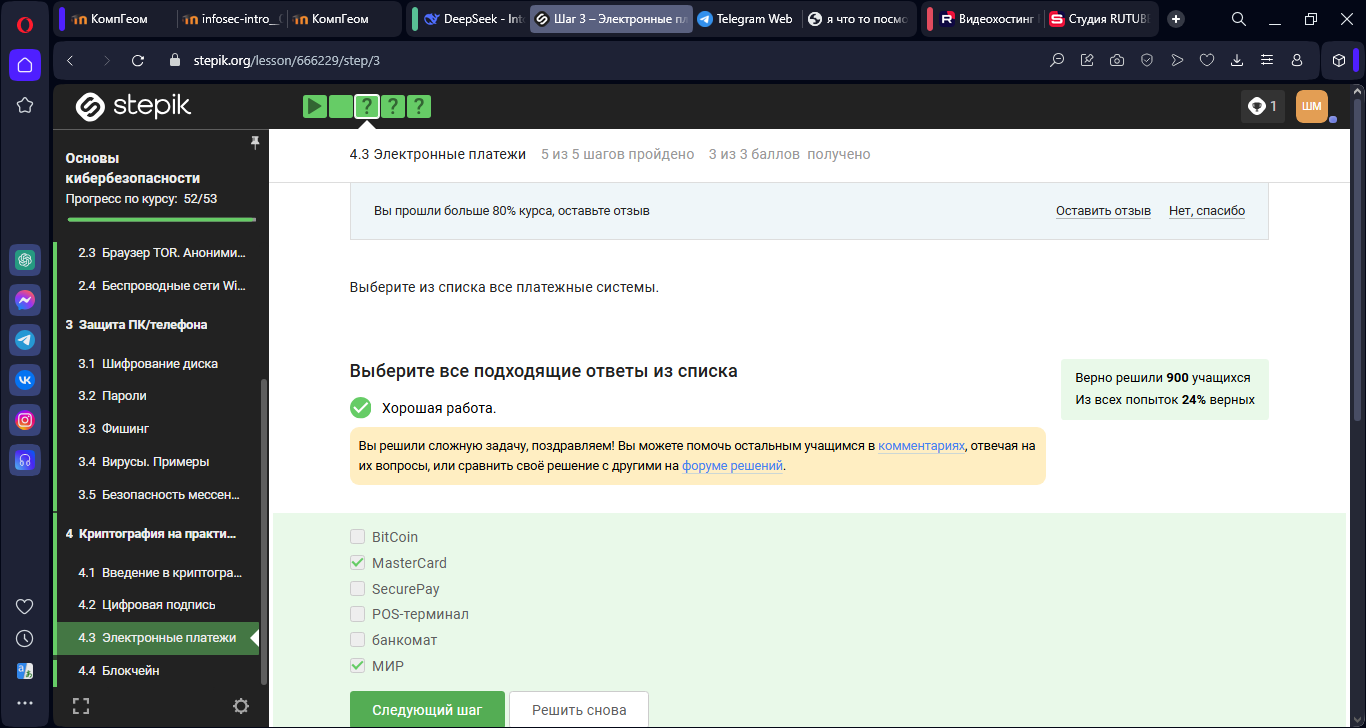 КомпГеом
infosec-intro_
КомпГеом
DeepSeek - Int
Шаг 3 – Электронные пл
Telegram Web
я что то посмо
Видеохостинг
Студия RUTUBE
stepik.org/lesson/666229/step/3
stepik
? ? ?
1
ШМ
Основы
кибербезопасности
Прогресс по курсу: 52/53
4.3 Электронные платежи 5 из 5 шагов пройдено 3 из 3 баллов получено
Вы прошли больше 80% курса, оставьте отзыв
Оставить отзыв
Нет, спасибо
2.3 Браузер TOR. Аноними...
2.4 Беспроводные сети Wi...
3 Защита ПК/телефона
3.1 Шифрование диска
3.2 Пароли
3.3 Фишинг
3.4 Вирусы. Примеры
3.5 Безопасность мессен...
4 Криптография на практи...
4.1 Введение в криптогра...
4.2 Цифровая подпись
4.3 Электронные платежи
4.4 Блокчейн
Выберите из списка все платежные системы.
Выберите все подходящие ответы из списка
Верно решили 900 учащихся
Из всех попыток 24% верных
Хорошая работа.
Вы решили сложную задачу, поздравляем! Вы можете помочь остальным учащимся в комментариях, отвечая на
их вопросы, или сравнить своё решение с другими на форуме решений.
BitCoin
MasterCard
SecurePay
POS-терминал
банкомат
МИР
Следующий шаг
Решить снова